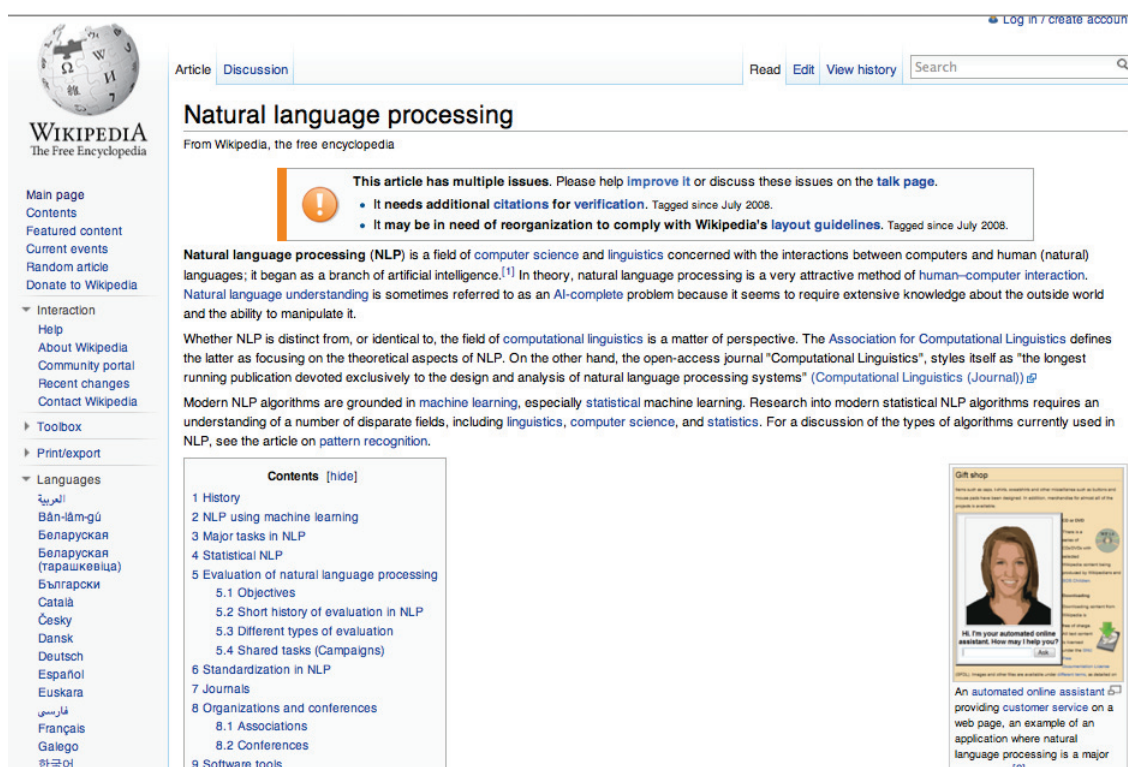 Log in / create accoun
Article Discussion Read Edit View history Search
WIKIPEDIA
The Free Encyclopedia
Main page
Contents
Featured content
Current events
Random article
Donate to Wikipedia
Interaction
Help
About Wikipedia
Community portal
Recent changes
Contact Wikipedia
Toolbox
Print/export
Languages
العربية
Bân-lâm-gú
Беларуская
Беларуская
(тарашкевіца)
Български
Català
Česky
Dansk
Deutsch
Español
Euskara
فارسی
Français
Galego
한국어
Natural language processing
From Wikipedia, the free encyclopedia
This article has multiple issues. Please help improve it or discuss these issues on the talk page.
• It needs additional citations for verification. Tagged since July 2008.
• It may be in need of reorganization to comply with Wikipedia's layout guidelines. Tagged since July 2008.
Natural language processing (NLP) is a field of computer science and linguistics concerned with the interactions between computers and human (natural)
languages; it began as a branch of artificial intelligence.[1] In theory, natural language processing is a very attractive method of human–computer interaction.
Natural language understanding is sometimes referred to as an AI-complete problem because it seems to require extensive knowledge about the outside world
and the ability to manipulate it.
Whether NLP is distinct from, or identical to, the field of computational linguistics is a matter of perspective. The Association for Computational Linguistics defines
the latter as focusing on the theoretical aspects of NLP. On the other hand, the open-access journal "Computational Linguistics", styles itself as "the longest
running publication devoted exclusively to the design and analysis of natural language processing systems" (Computational Linguistics (Journal))
Modern NLP algorithms are grounded in machine learning, especially statistical machine learning. Research into modern statistical NLP algorithms requires an
understanding of a number of disparate fields, including linguistics, computer science, and statistics. For a discussion of the types of algorithms currently used in
NLP, see the article on pattern recognition.
Contents [hide]
1 History
2 NLP using machine learning
3 Major tasks in NLP
4 Statistical NLP
5 Evaluation of natural language processing
5.1 Objectives
5.2 Short history of evaluation in NLP
5.3 Different types of evaluation
5.4 Shared tasks (Campaigns)
6 Standardization in NLP
7 Journals
8 Organizations and conferences
8.1 Associations
8.2 Conferences
9 Software tools
Gift shop
Hi. I'm your automated online
assistant. How may I help you?
Ask
An automated online assistant
providing customer service on a
web page, an example of an
application where natural
language processing is a major